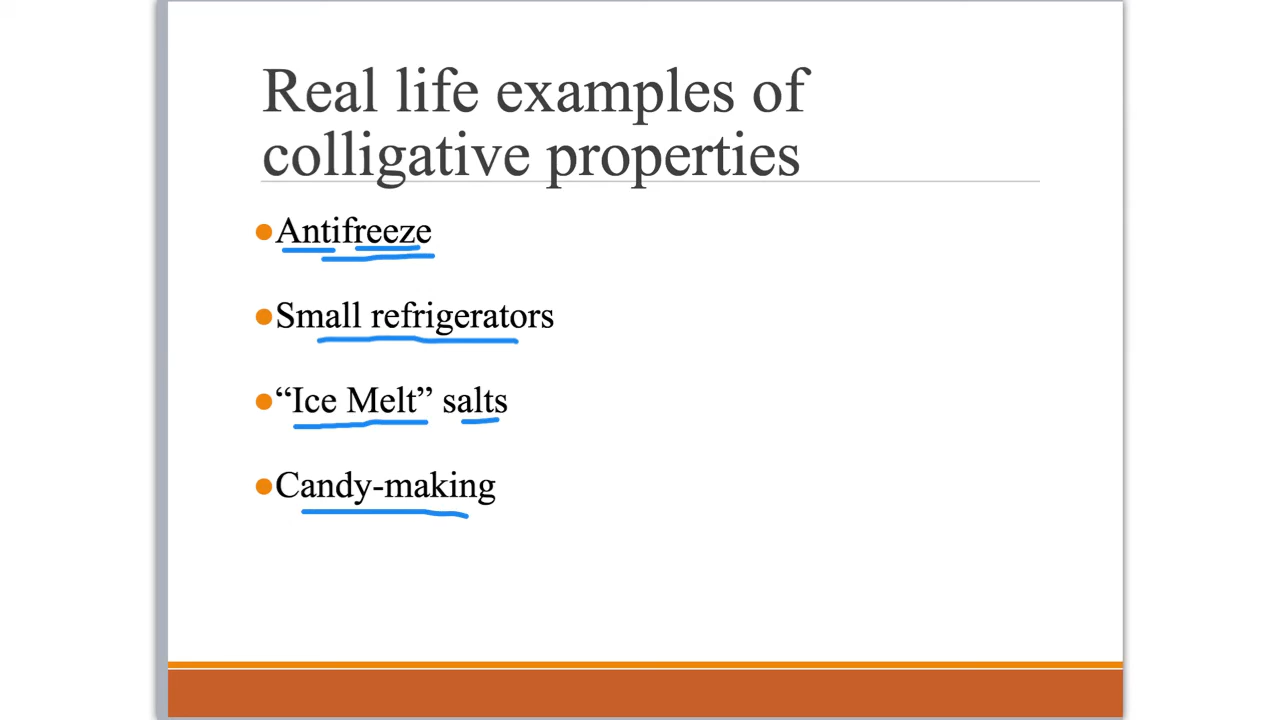 Real life examples of
colligative properties
●Antifreeze
●Small refrigerators
●“Ice Melt” salts
●Candy-making